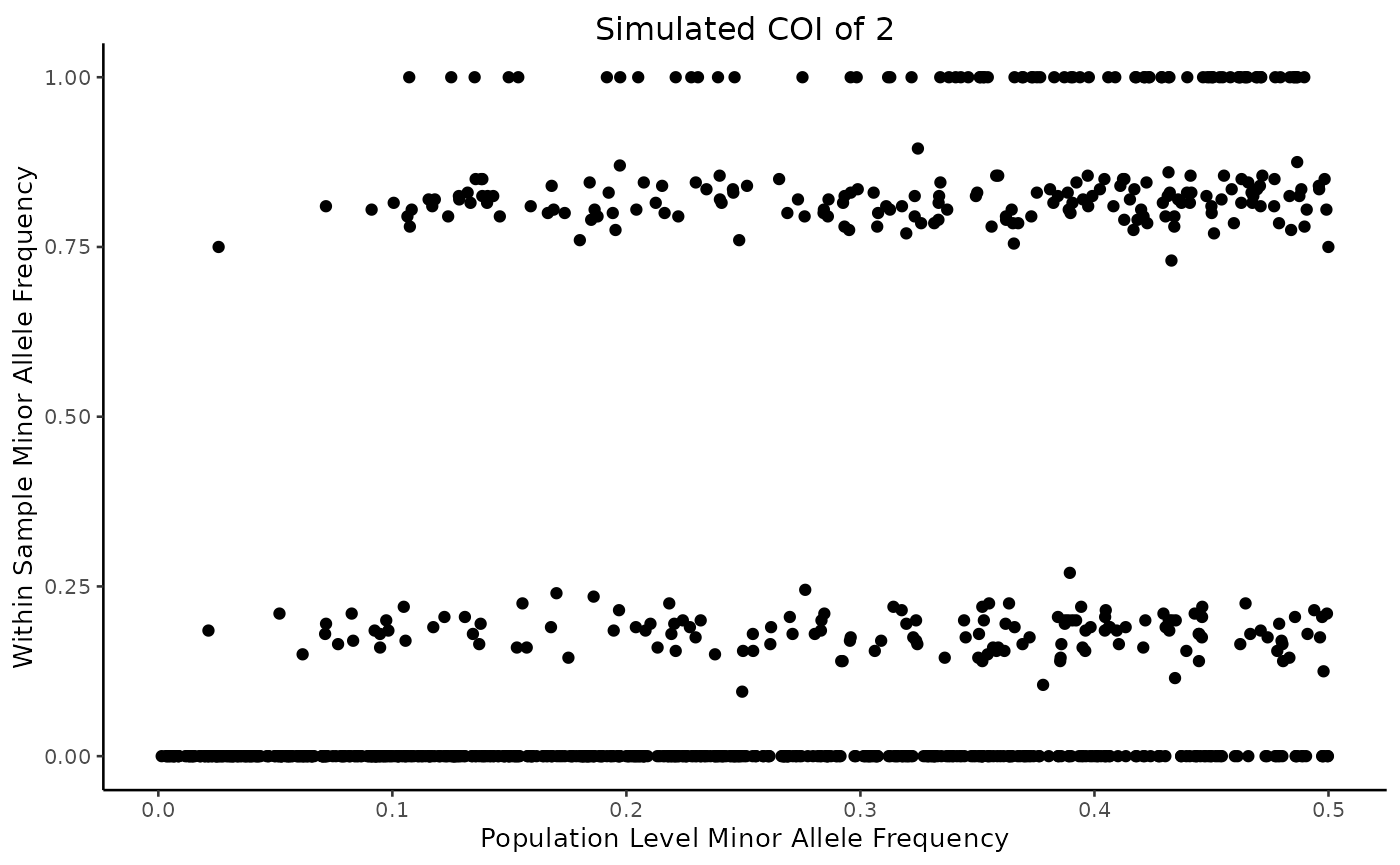 Simulated COI of 2
Within Sample Minor Allele Frequency
1.00
0.75
0.50
0.25
0.00
0.0 0.1 0.2 0.3 0.4 0.5
Population Level Minor Allele Frequency